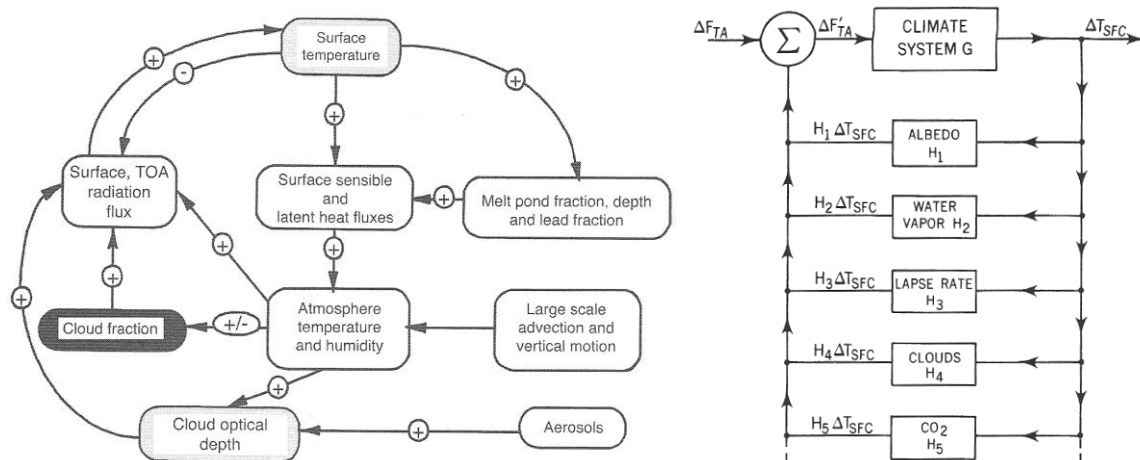 Surface
temperature
+
-
+
+
Surface, TOA
radiation
flux
Surface sensible
and
latent heat fluxes
+
Melt pond fraction, depth
and lead fraction
+
+
+
+
Cloud fraction
+/-
Atmosphere
temperature
and humidity
Large scale
advection and
vertical motion
+
Cloud optical
depth
+
Aerosols
ΔF_TA
Σ
ΔF'_TA
CLIMATE
SYSTEM G
ΔT_SFC
H₁ ΔT_SFC
ALBEDO
H₁
H₂ ΔT_SFC
WATER
VAPOR H₂
H₃ ΔT_SFC
LAPSE RATE
H₃
H₄ ΔT_SFC
CLOUDS
H₄
H₅ ΔT_SFC
CO₂
H₅